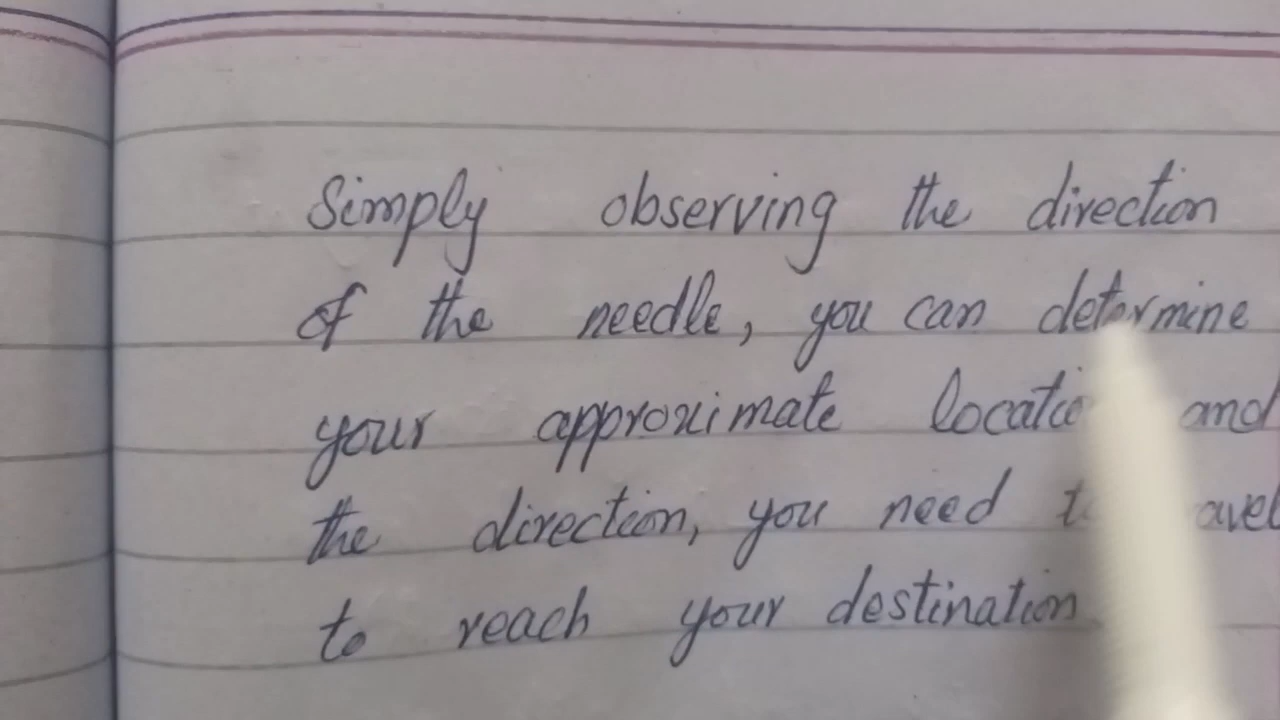 Simply observing the direction
of the needle, you can determine
your approximate and
the direction, you need
to reach your destination